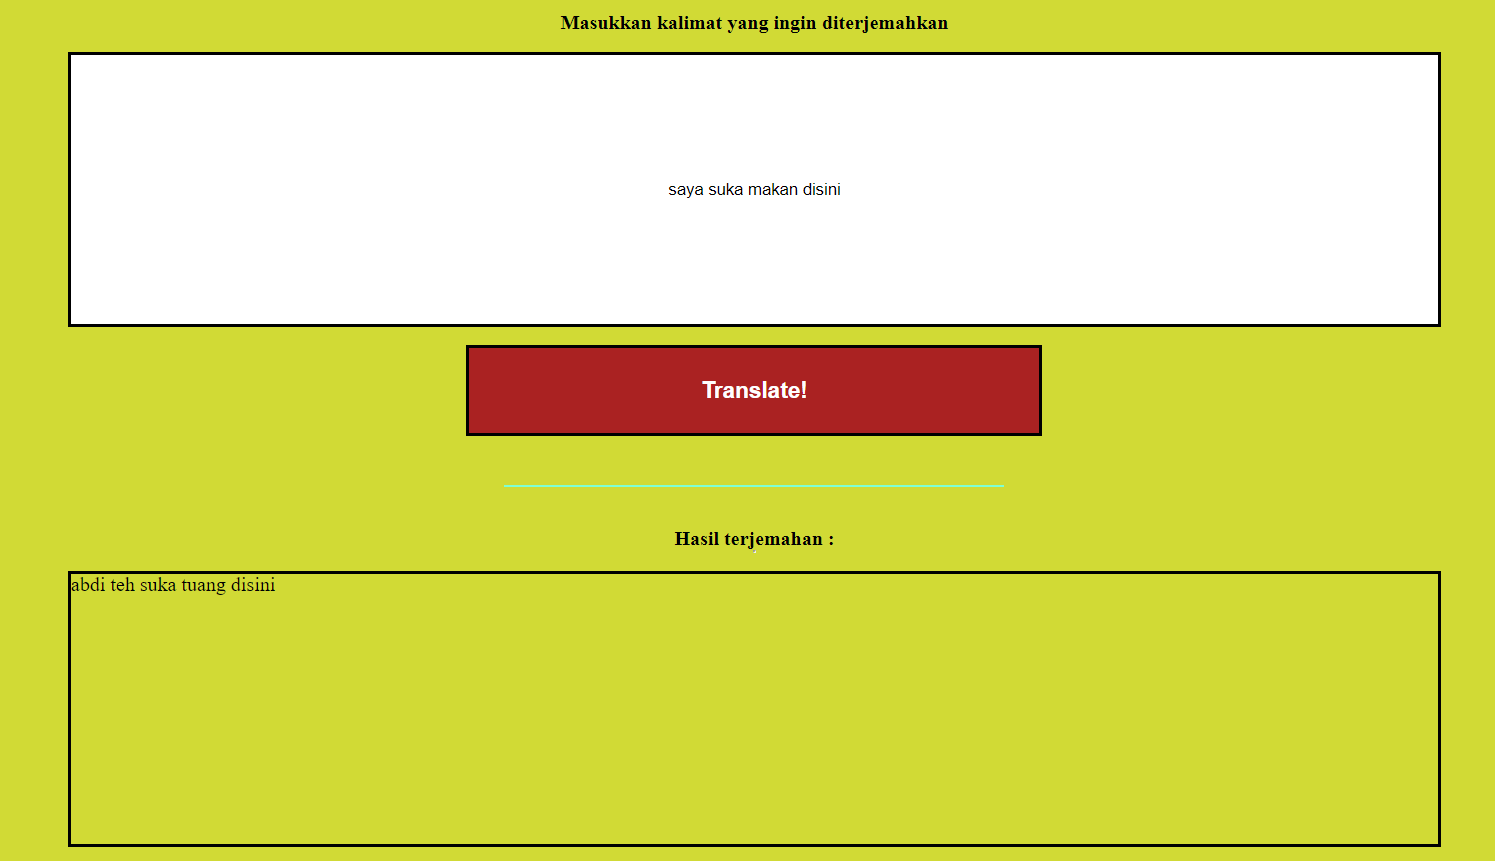 Masukkan kalimat yang ingin diterjemahkan
saya suka makan disini
Translate!
Hasil terjemahan :
abdi teh suka tuang disini